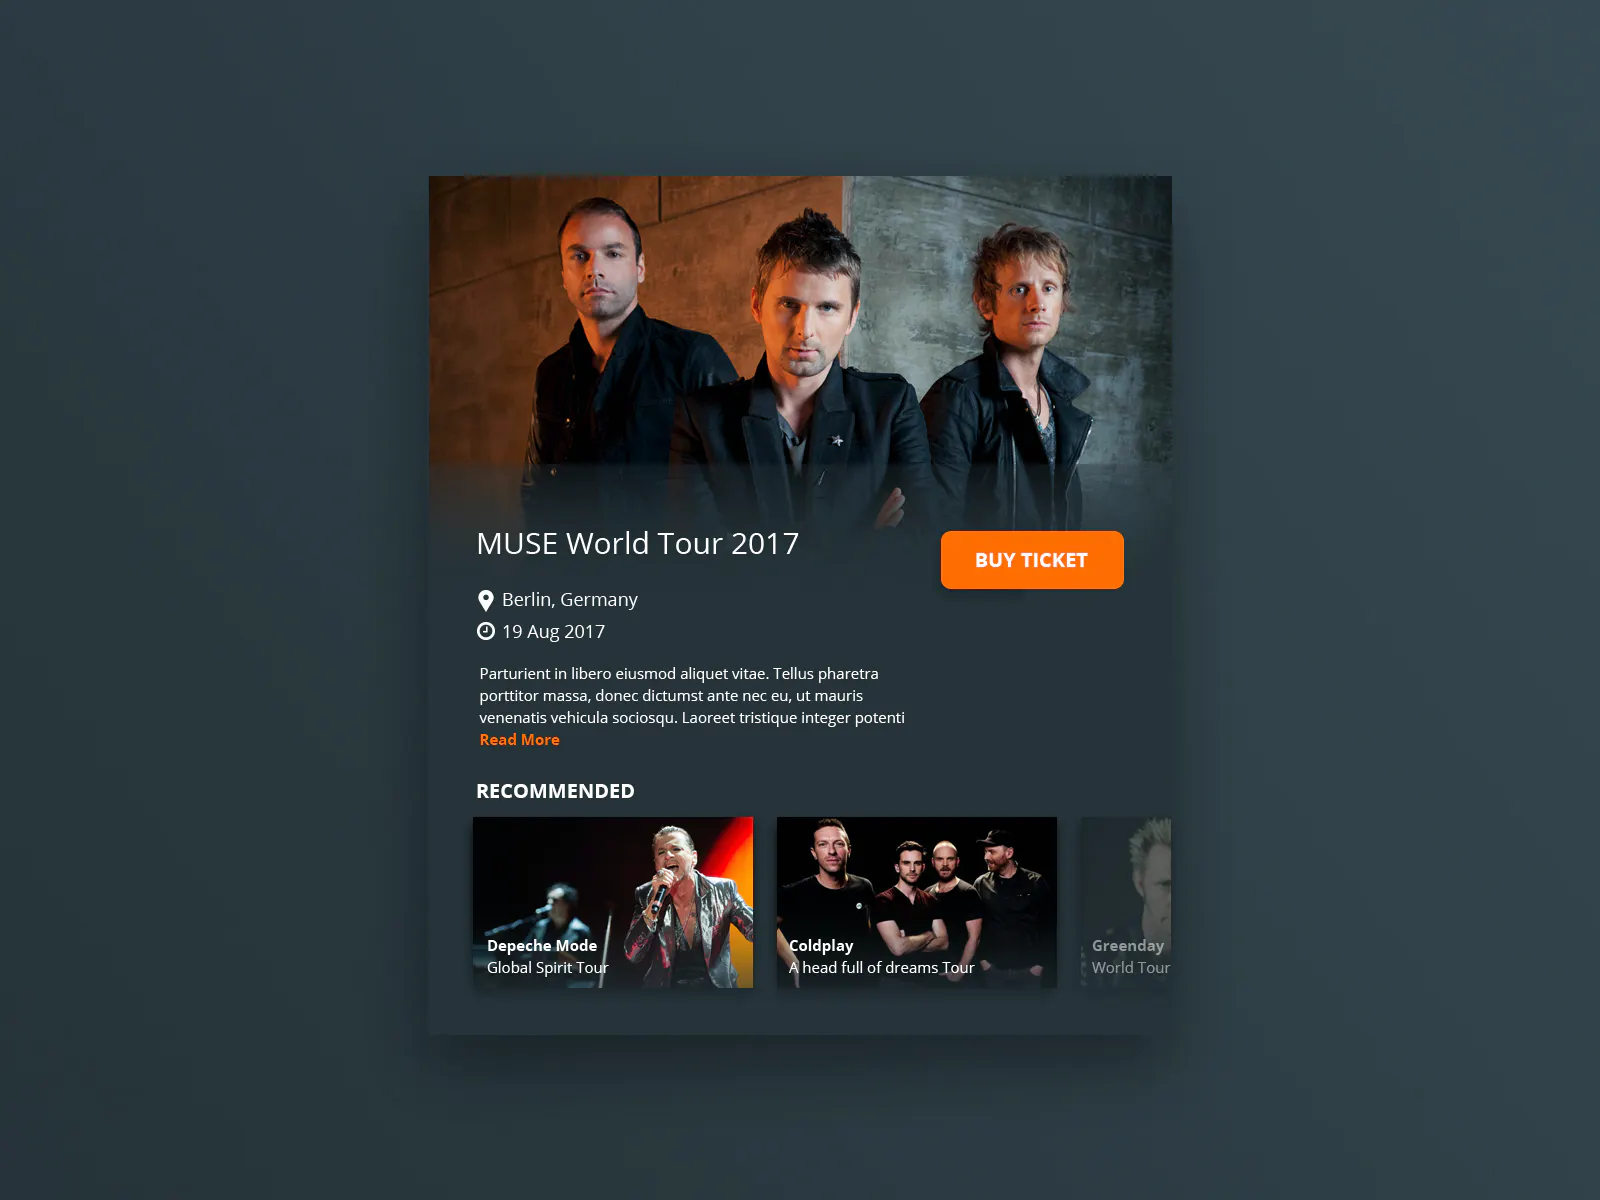 MUSE World Tour 2017
BUY TICKET
Berlin, Germany
19 Aug 2017
Parturient in libero eiusmod aliquet vitae. Tellus pharetra
porttitor massa, donec dictumst ante nec eu, ut mauris
venenatis vehicula sociosqu. Laoreet tristique integer potenti
Read More
RECOMMENDED
Depeche Mode
Global Spirit Tour
Coldplay
A head full of dreams Tour
Greenday
World Tour